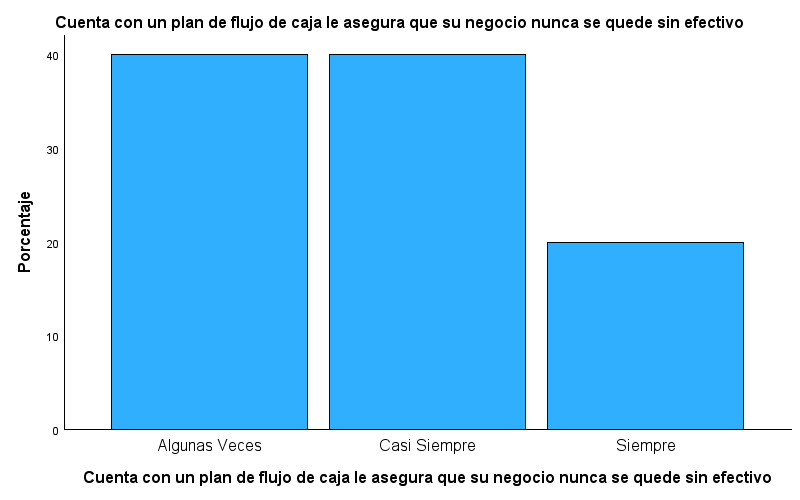 Cuenta con un plan de flujo de caja le asegura que su negocio nunca se quede sin efectivo
Porcentaje
40
30
20
10
0
Algunas Veces
Casi Siempre
Siempre
Cuenta con un plan de flujo de caja le asegura que su negocio nunca se quede sin efectivo